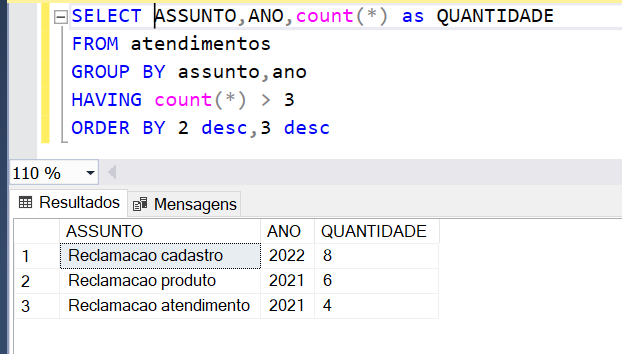 SELECT ASSUNTO,ANO,count(*) as QUANTIDADE
FROM atendimentos
GROUP BY assunto,ano
HAVING count(*) > 3
ORDER BY 2 desc,3 desc
110 %
Resultados Mensagens
ASSUNTO ANO QUANTIDADE
1 Reclamacao cadastro 2022 8
2 Reclamacao produto 2021 6
3 Reclamacao atendimento 2021 4